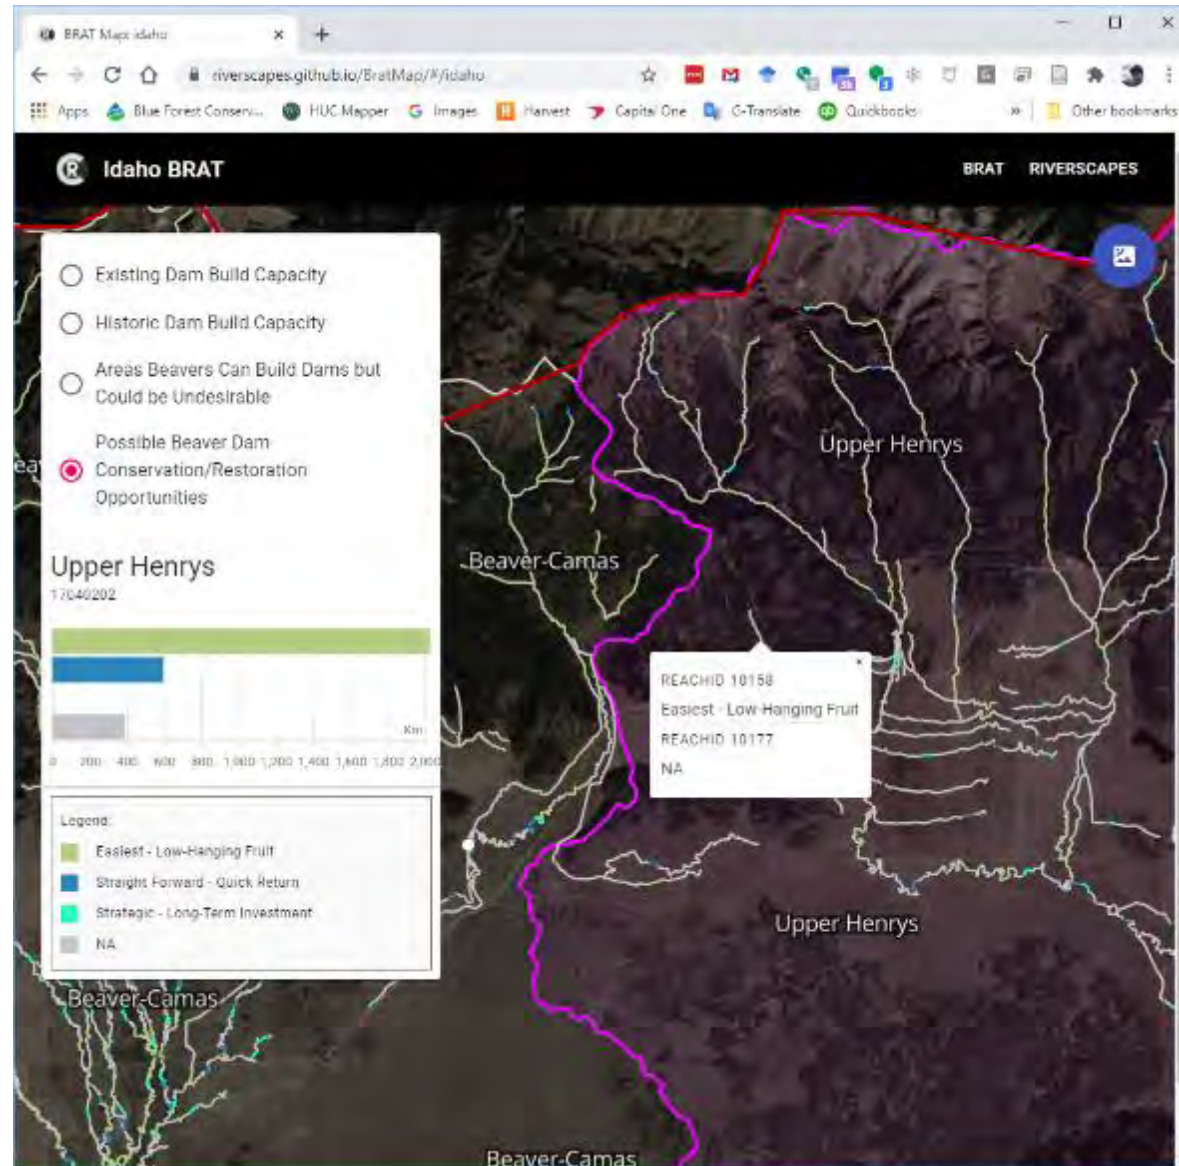 BRAT Map: idaho
riverscapes.github.io/BratMap/#/idaho
Apps Blue Forest Conserv... HUC Mapper Images Harvest Capital One G-Translate Quickbooks » Other bookmarks
Idaho BRAT
BRAT RIVERSCAPES
Existing Dam Build Capacity
Historic Dam Build Capacity
Areas Beavers Can Build Dams but
Could be Undesirable
Possible Beaver Dam
Conservation/Restoration
Opportunities
Upper Henrys
17040202
Km
0 200 400 600 800 1,000 1,200 1,400 1,600 1,800 2,000
Legend:
Easiest - Low-Hanging Fruit
Straight Forward - Quick Return
Strategic - Long-Term Investment
NA
Upper Henrys
Beaver-Camas
REACHID 10158
Easiest - Low-Hanging Fruit
REACHID 10177
NA
Upper Henrys
Beaver-Camas
Beaver-Camas